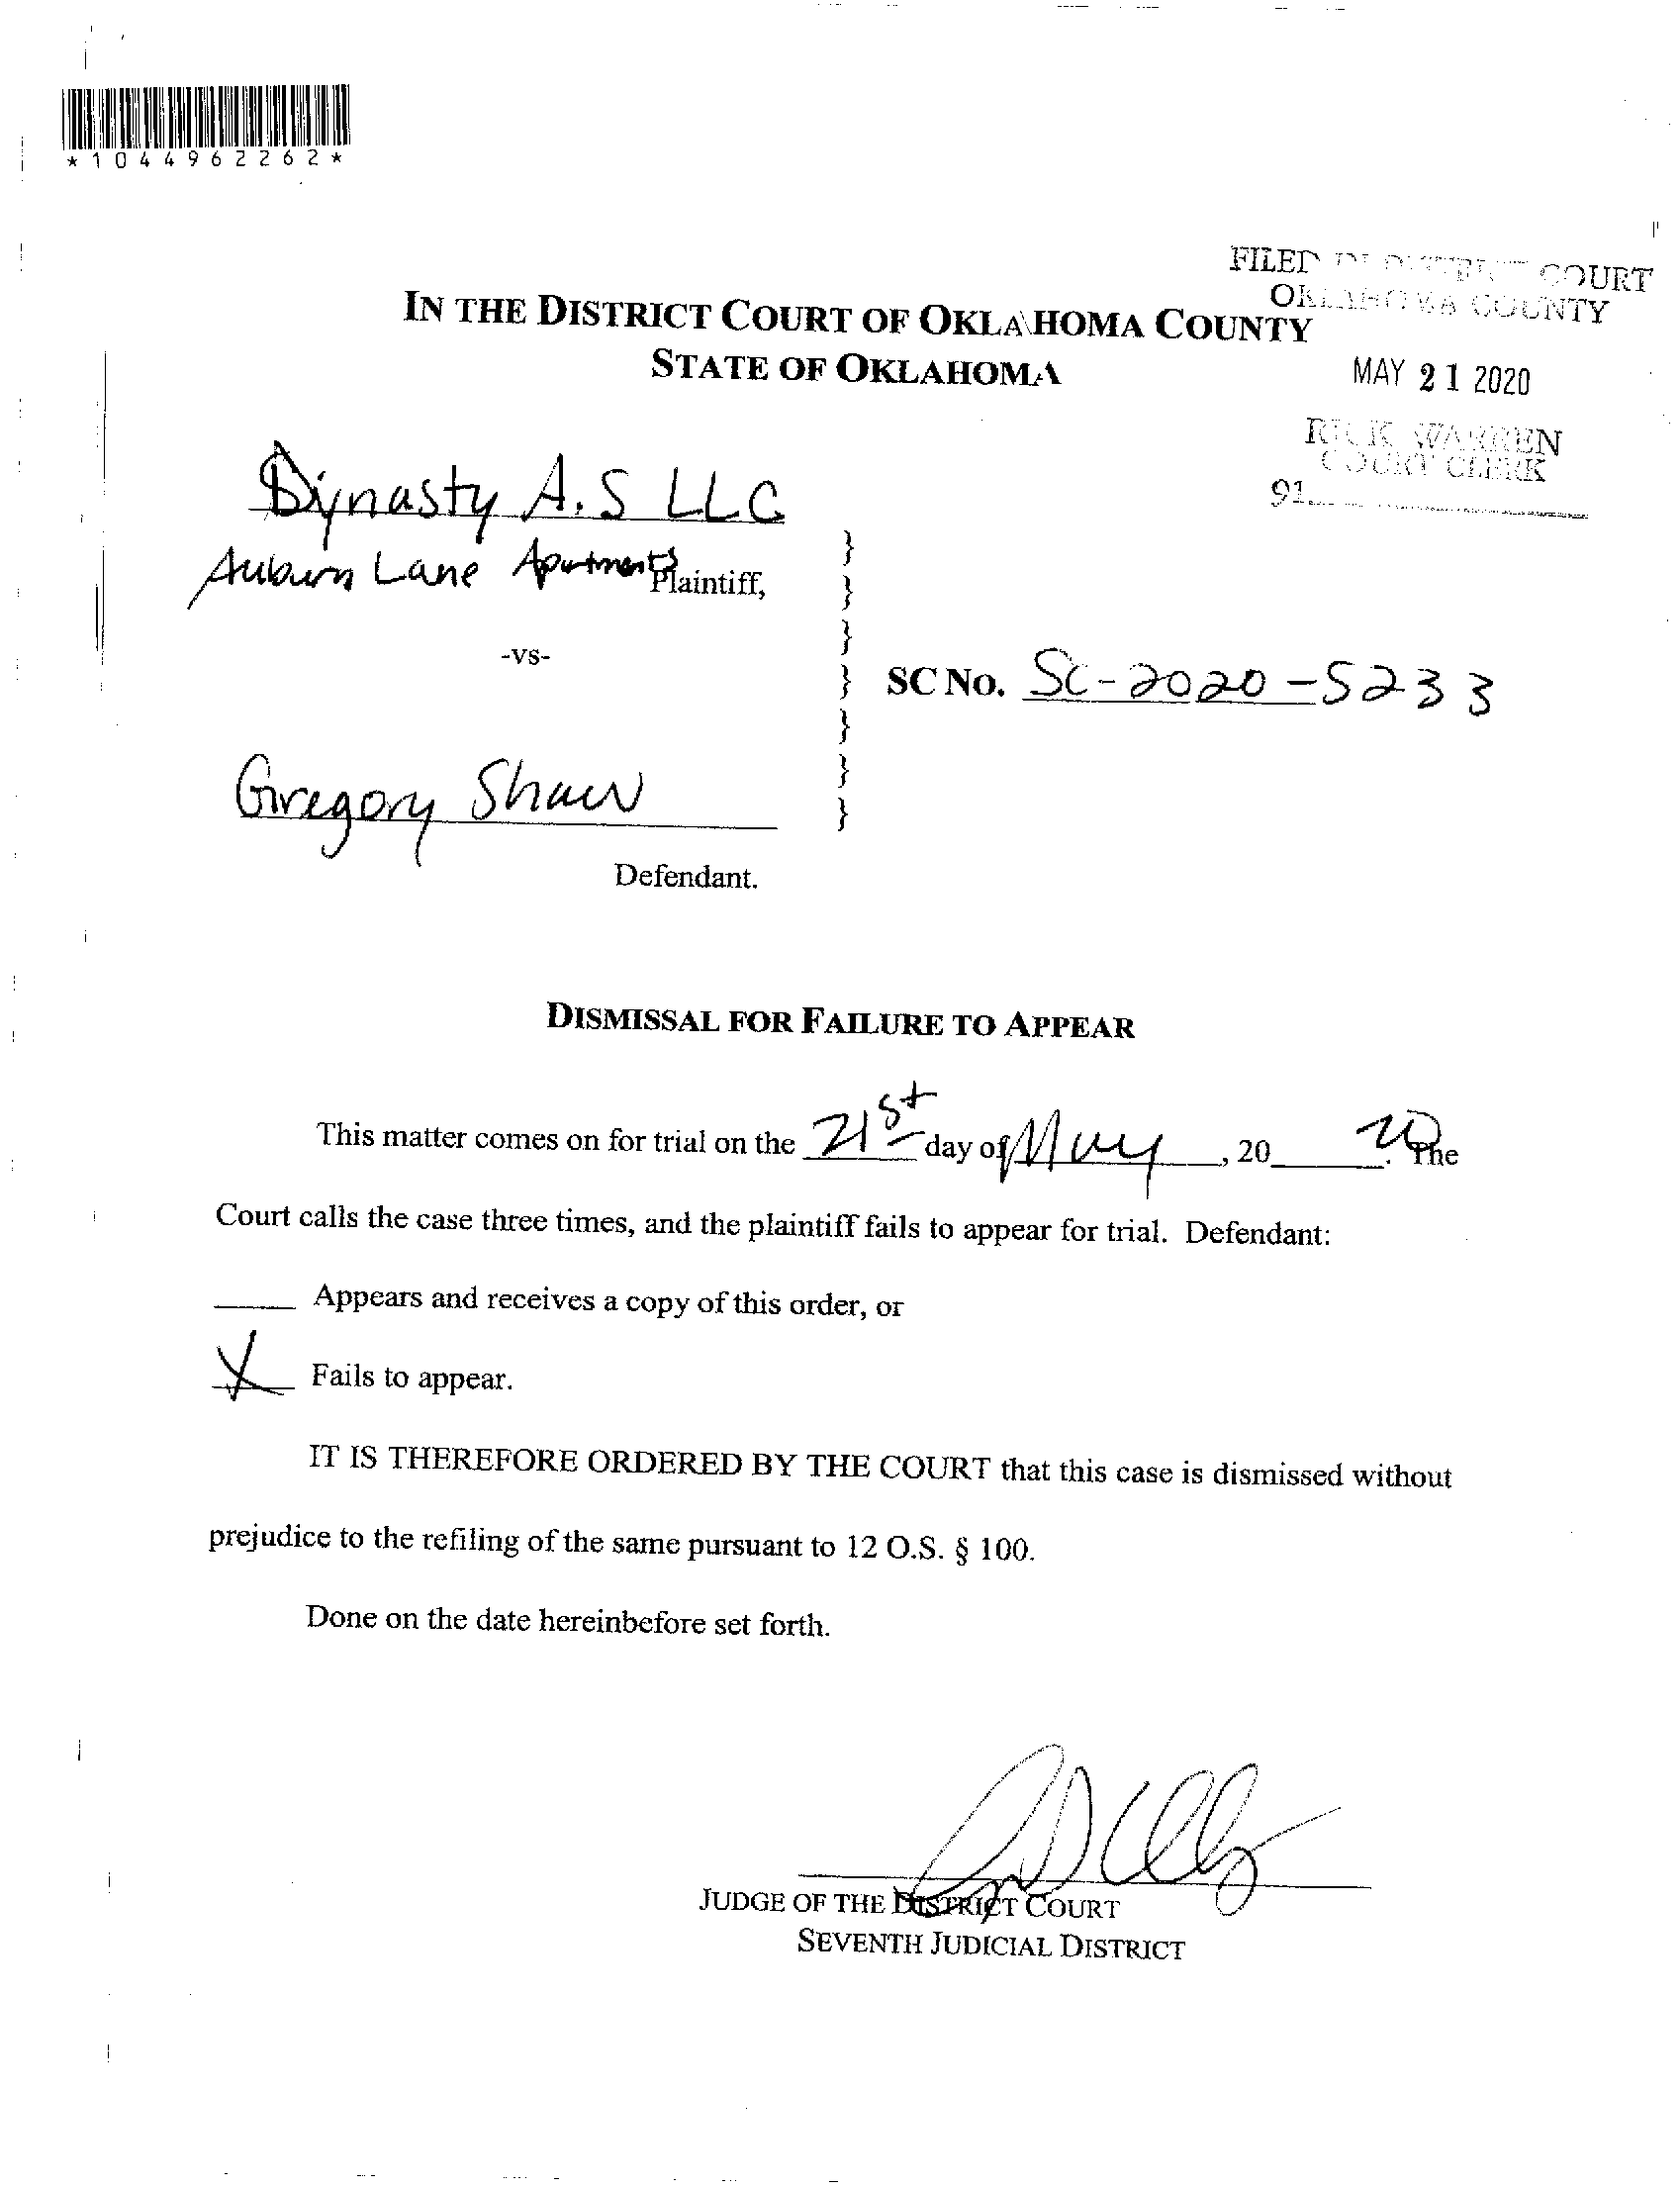 *1044962262*
FILED IN DISTRICT COURT
OKLAHOMA COUNTY
IN THE DISTRICT COURT OF OKLAHOMA COUNTY
STATE OF OKLAHOMA
MAY 21 2020
RICK WARREN
COURT CLERK
91
Dynasty A.S LLC
Auburn Lane Apartments
Plaintiff,
-vs-
SC NO. SC-2020-5233
}
}
}
}
}
}
}
Gregory Shaw
Defendant.
DISMISSAL FOR FAILURE TO APPEAR
This matter comes on for trial on the 21st day of May, 20 20. The
Court calls the case three times, and the plaintiff fails to appear for trial. Defendant:
____ Appears and receives a copy of this order, or
X Fails to appear.
IT IS THEREFORE ORDERED BY THE COURT that this case is dismissed without
prejudice to the refiling of the same pursuant to 12 O.S. § 100.
Done on the date hereinbefore set forth.
JUDGE OF THE DISTRICT COURT
SEVENTH JUDICIAL DISTRICT